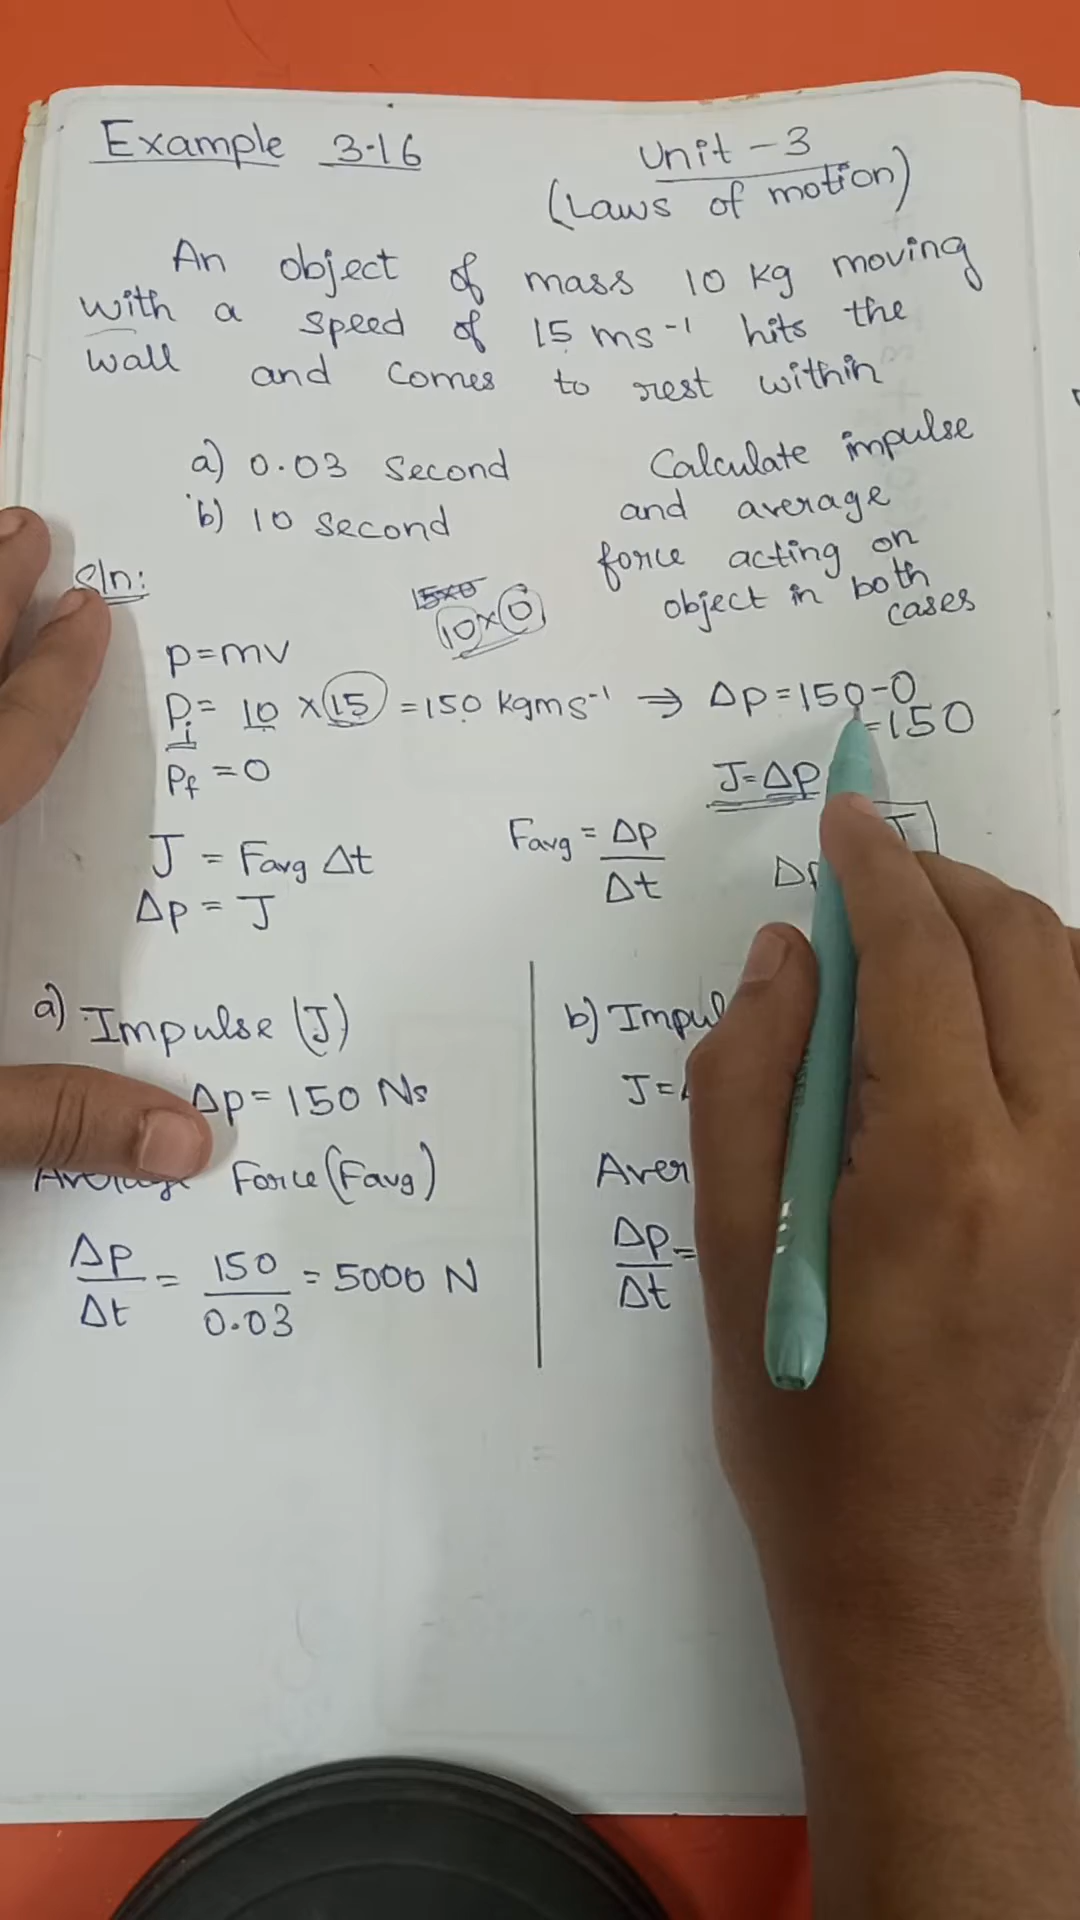 Example 3.16
Unit - 3
(Laws of motion)
An object of mass 10 kg moving
with a speed of 15 ms⁻¹ hits the
wall and comes to rest within
a) 0.03 second
b) 10 second
Calculate impulse
and average
force acting on
object in both
cases
Sln:
15x0
10 x 0
p=mv
Pi = 10 x 15 = 150 kgms⁻¹ ⇒ Δp = 150-0
=150
Pf = 0
J=Δp
J = Favg Δt
Favg = Δp
Δt
Δp = J
a) Impulse (J)
Δp = 150 Ns
Average Force (Favg)
Δp/Δt = 150/0.03 = 5000 N
b)
J=
Δp/Δt =